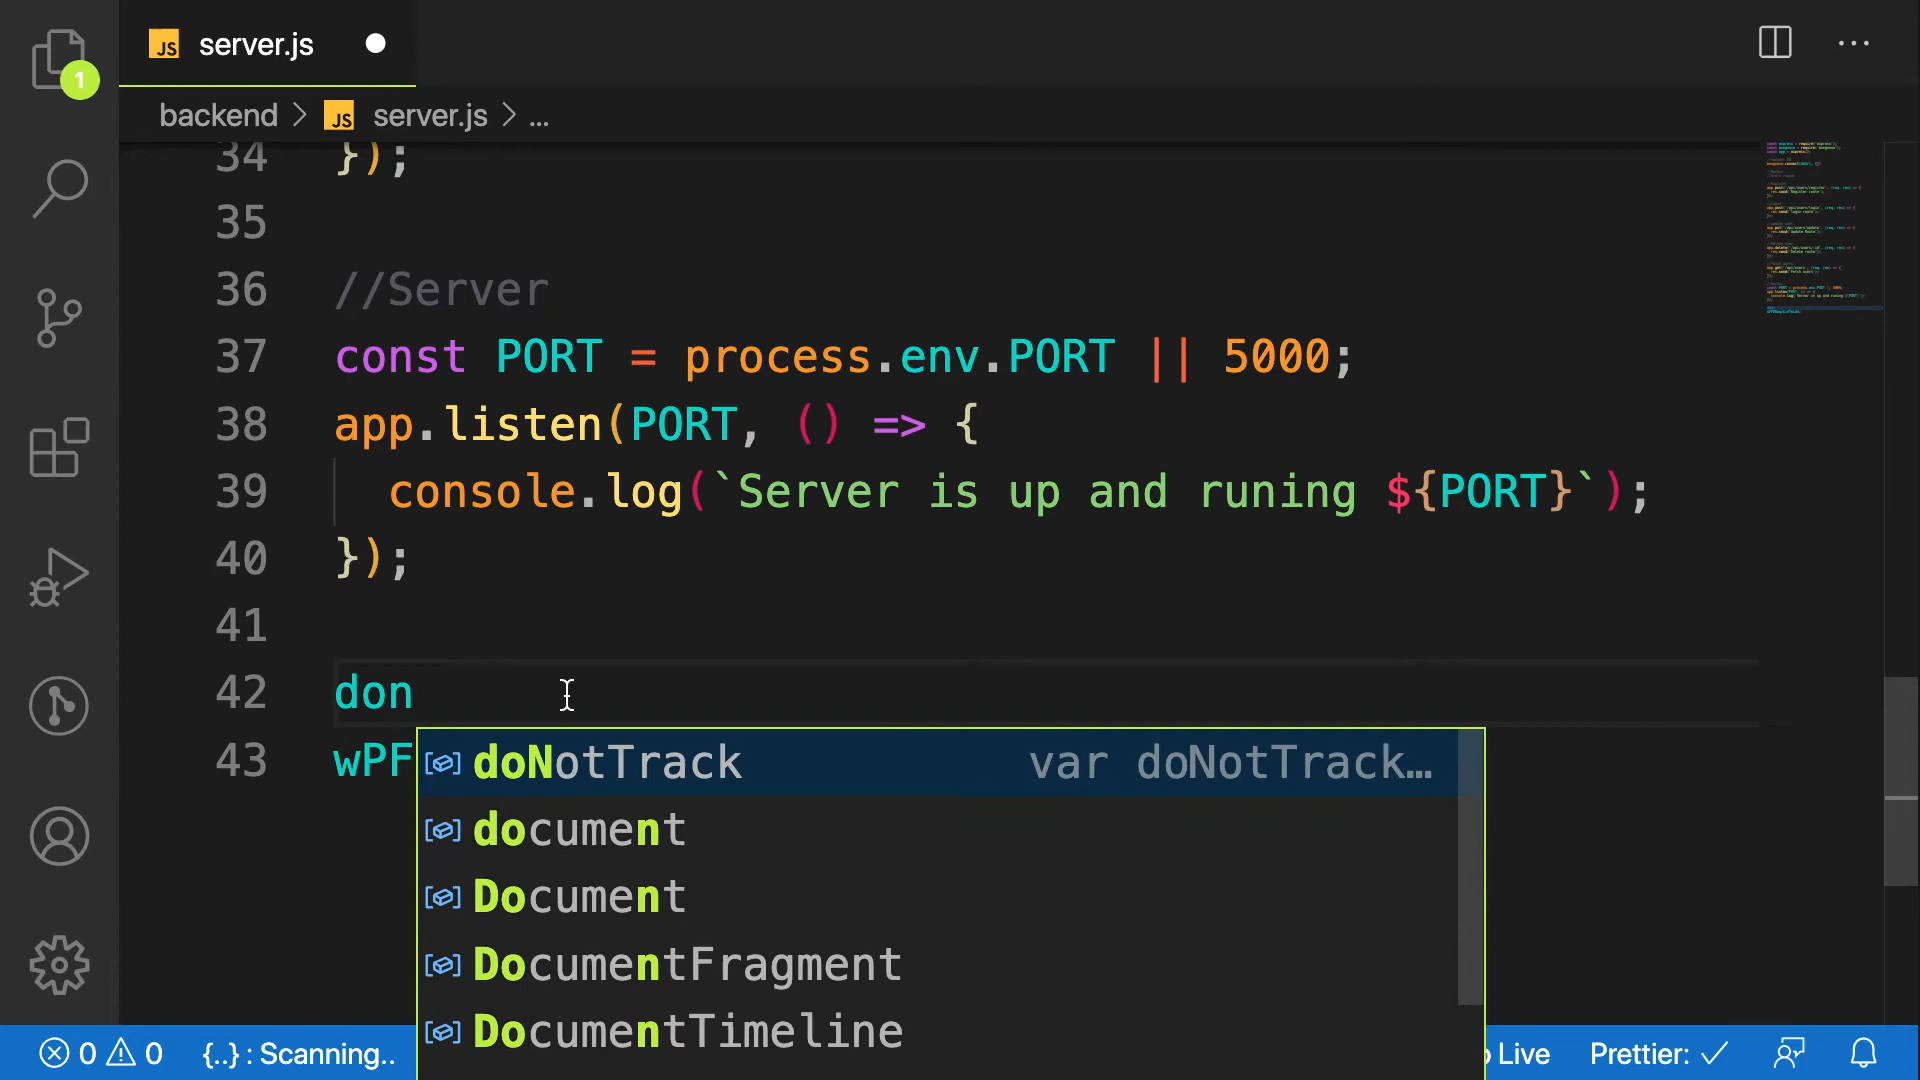 JS server.js
1
backend > JS server.js > ...
34 });
35
36 //Server
37 const PORT = process.env.PORT || 5000;
38 app.listen(PORT, () => {
39 console.log(`Server is up and runing ${PORT}`);
40 });
41
42 don
43 wPF
doNotTrack var doNotTrack…
document
Document
DocumentFragment
DocumentTimeline
0 0 {..} : Scanning.. Live Prettier: ✓